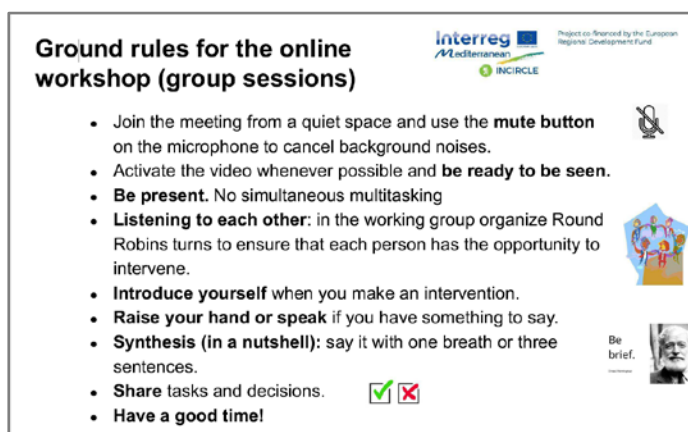 Ground rules for the online
workshop (group sessions)
Interreg
Mediterranean
INCIRCLE
Project co-financed by the European
Regional Development Fund
• Join the meeting from a quiet space and use the mute button
on the microphone to cancel background noises.
• Activate the video whenever possible and be ready to be seen.
• Be present. No simultaneous multitasking
• Listening to each other: in the working group organize Round
Robins turns to ensure that each person has the opportunity to
intervene.
• Introduce yourself when you make an intervention.
• Raise your hand or speak if you have something to say.
• Synthesis (in a nutshell): say it with one breath or three
sentences.
Be
brief.
• Share tasks and decisions.
• Have a good time!